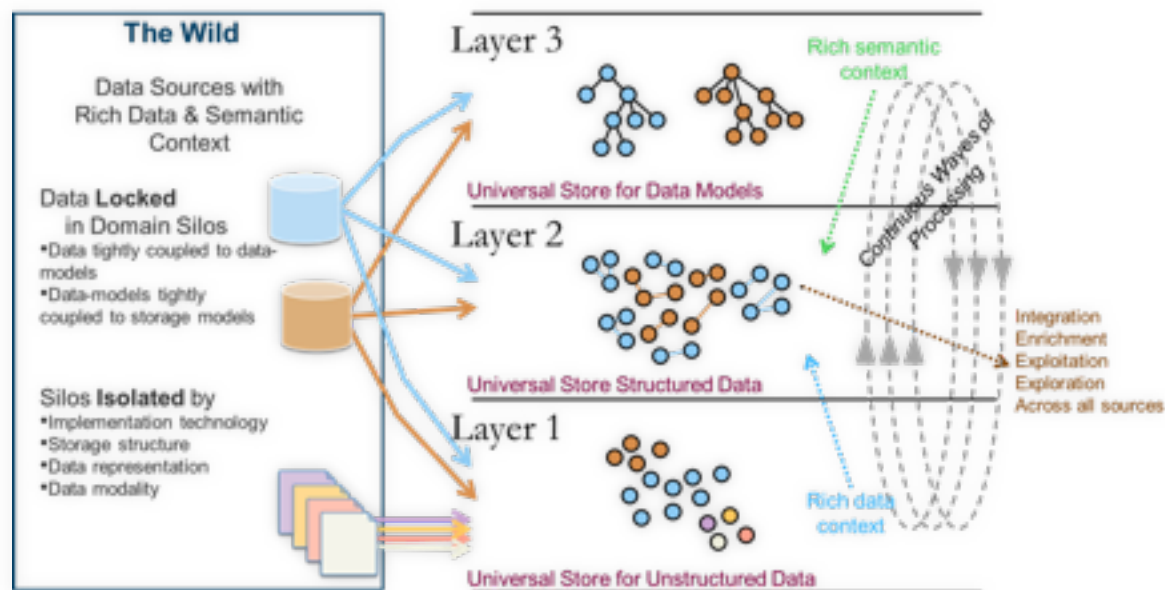 The Wild
Data Sources with
Rich Data & Semantic
Context
Data Locked
in Domain Silos
•Data tightly coupled to data-
models
•Data-models tightly
coupled to storage models
Silos Isolated by
•Implementation technology
•Storage structure
•Data representation
•Data modality
Layer 3
Universal Store for Data Models
Layer 2
Universal Store Structured Data
Layer 1
Universal Store for Unstructured Data
Rich semantic
context
Continuous Waves of
Processing
Integration
Enrichment
Exploitation
Exploration
Across all sources
Rich data
context